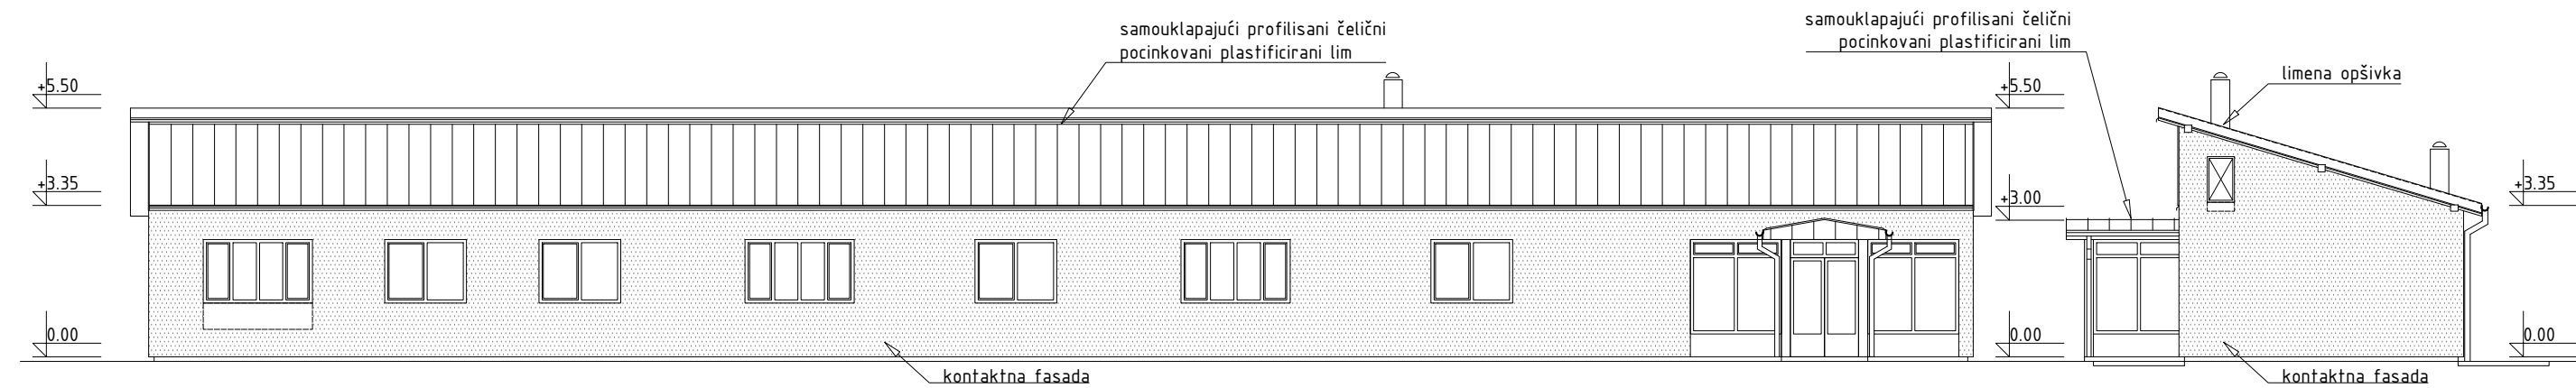 samouklapajući profilisani čelični
pocinkovani plastificirani lim
samouklapajući profilisani čelični
pocinkovani plastificirani lim
limena opšivka
+5.50
+5.50
+3.35
+3.00
+3.35
0.00
0.00
0.00
kontaktna fasada
kontaktna fasada